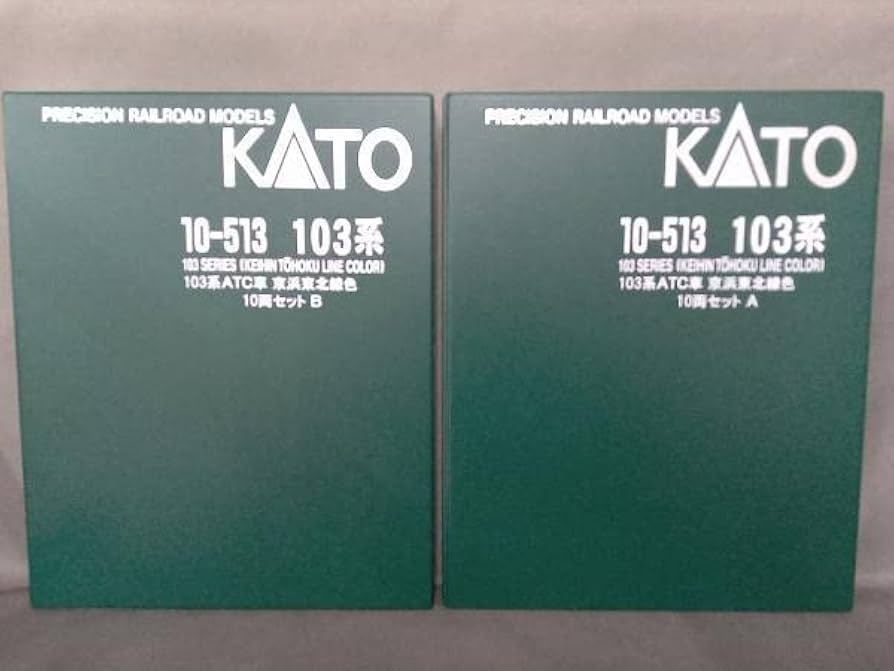 PRECISION RAILROAD MODELS
KATO
10-513 103系
103 SERIES (KEIHIN TŌHOKU LINE COLOR)
103系ATC車 京浜東北線色
10両セット B
PRECISION RAILROAD MODELS
KATO
10-513 103系
103 SERIES (KEIHIN TŌHOKU LINE COLOR)
103系ATC車 京浜東北線色
10両セット A